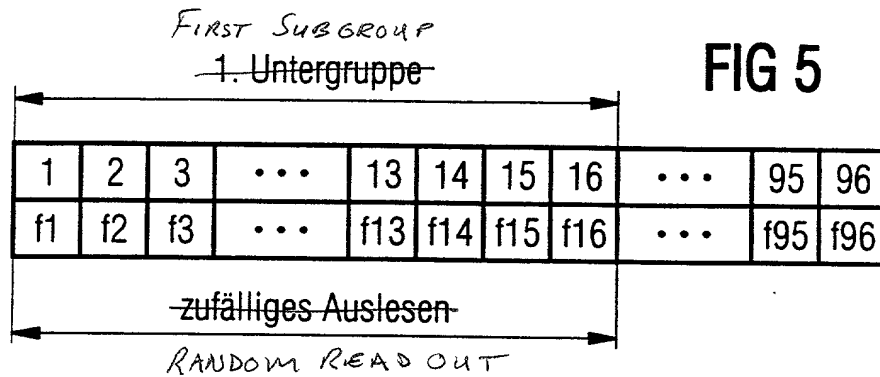 FIRST SUBGROUP
1. Untergruppe
FIG 5
1 2 3 ... 13 14 15 16 ... 95 96
f1 f2 f3 ... f13 f14 f15 f16 ... f95 f96
zufälliges Auslesen
RANDOM READ OUT